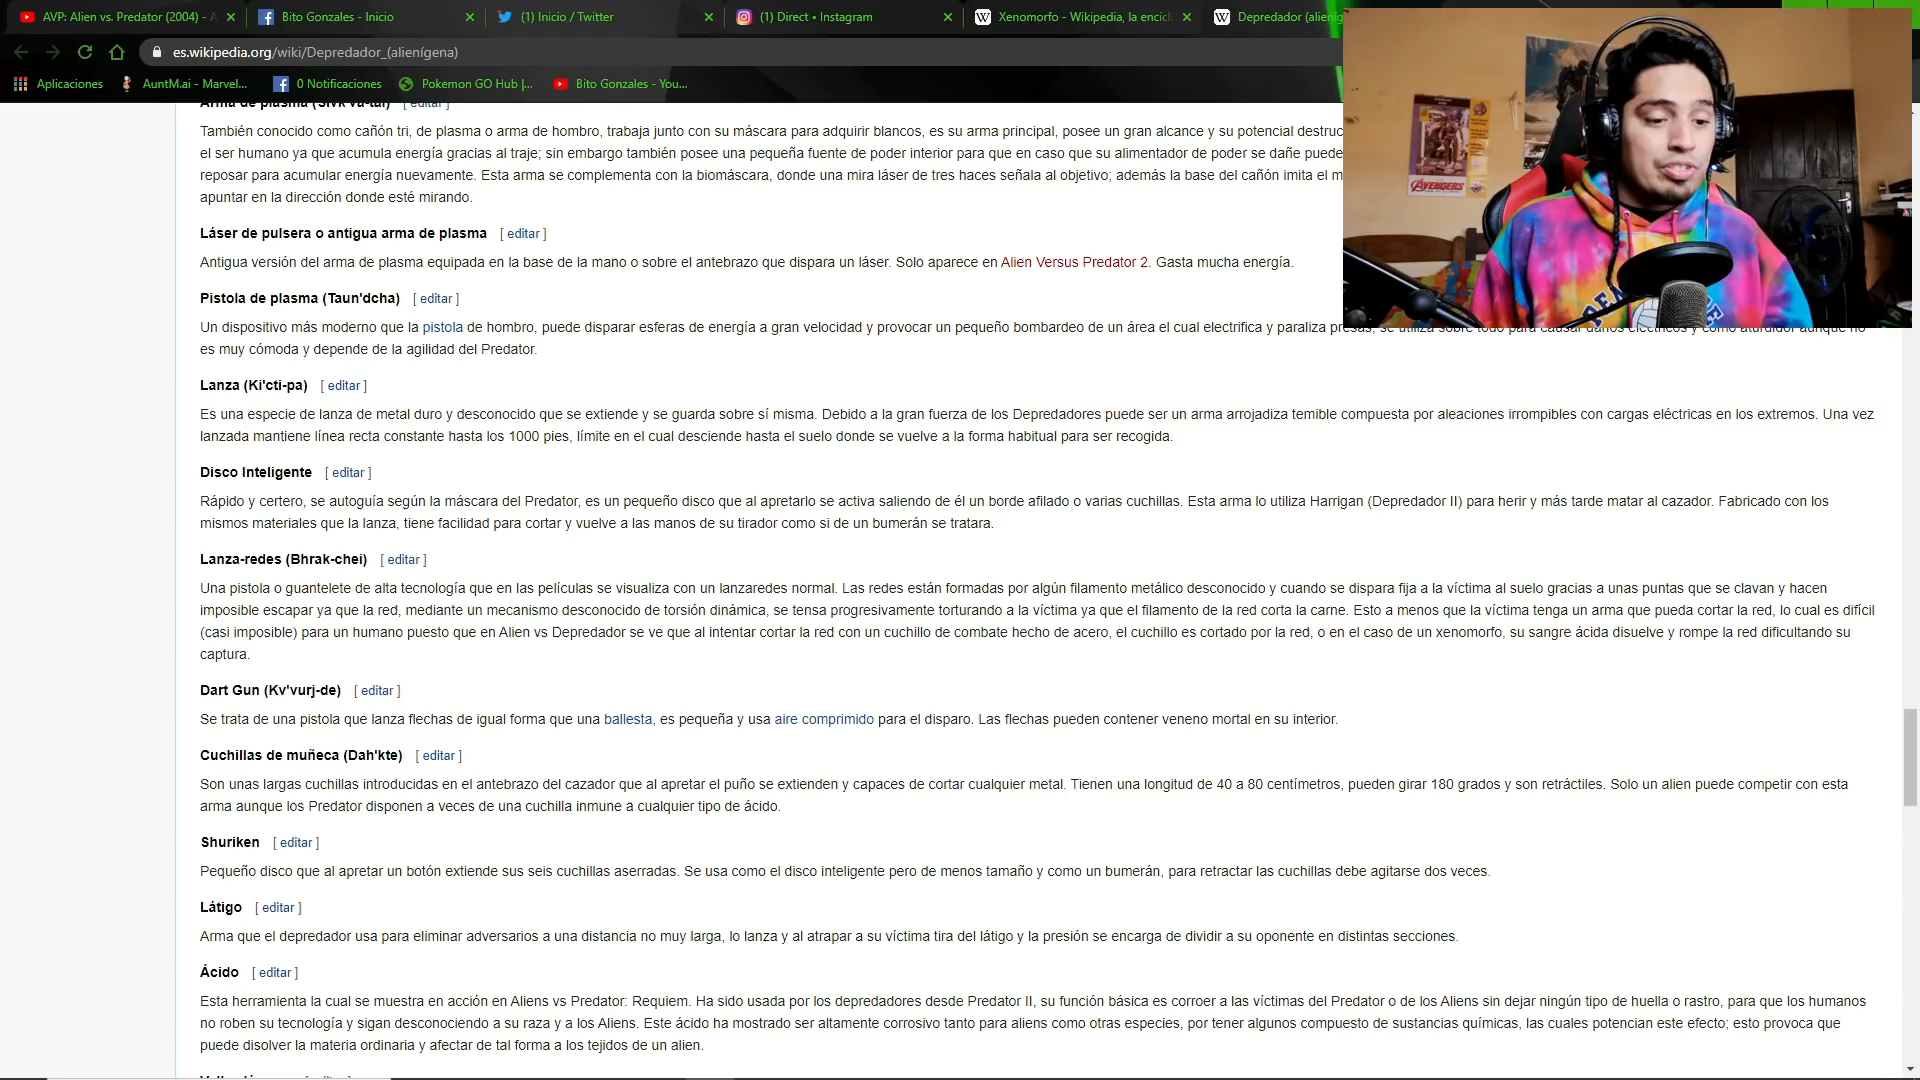 AVP: Alien vs. Predator (2004) - A
Bito Gonzales - Inicio
(1) Inicio / Twitter
(1) Direct • Instagram
Xenomorfo - Wikipedia, la encicl
Depredador (alieníg
es.wikipedia.org/wiki/Depredador_(alienígena)
Aplicaciones
AuntM.ai - Marvel...
0 Notificaciones
Pokemon GO Hub |...
Bito Gonzales - You...
Arma de plasma (Sivk'va-tai) [ editar ]
También conocido como cañón tri, de plasma o arma de hombro, trabaja junto con su máscara para adquirir blancos, es su arma principal, posee un gran alcance y su potencial destruc
el ser humano ya que acumula energía gracias al traje; sin embargo también posee una pequeña fuente de poder interior para que en caso que su alimentador de poder se dañe puede
reposar para acumular energía nuevamente. Esta arma se complementa con la biomáscara, donde una mira láser de tres haces señala al objetivo; además la base del cañón imita el m
apuntar en la dirección donde esté mirando.
AVENGERS
Láser de pulsera o antigua arma de plasma [ editar ]
Antigua versión del arma de plasma equipada en la base de la mano o sobre el antebrazo que dispara un láser. Solo aparece en Alien Versus Predator 2. Gasta mucha energía.
Pistola de plasma (Taun'dcha) [ editar ]
Un dispositivo más moderno que la pistola de hombro, puede disparar esferas de energía a gran velocidad y provocar un pequeño bombardeo de un área el cual electrifica y paraliza presas, se utiliza sobre todo para causar daños eléctricos y como aturdidor aunque no
es muy cómoda y depende de la agilidad del Predator.
Lanza (Ki'cti-pa) [ editar ]
Es una especie de lanza de metal duro y desconocido que se extiende y se guarda sobre sí misma. Debido a la gran fuerza de los Depredadores puede ser un arma arrojadiza temible compuesta por aleaciones irrompibles con cargas eléctricas en los extremos. Una vez
lanzada mantiene línea recta constante hasta los 1000 pies, límite en el cual desciende hasta el suelo donde se vuelve a la forma habitual para ser recogida.
Disco Inteligente [ editar ]
Rápido y certero, se autoguía según la máscara del Predator, es un pequeño disco que al apretarlo se activa saliendo de él un borde afilado o varias cuchillas. Esta arma lo utiliza Harrigan (Depredador II) para herir y más tarde matar al cazador. Fabricado con los
mismos materiales que la lanza, tiene facilidad para cortar y vuelve a las manos de su tirador como si de un bumerán se tratara.
Lanza-redes (Bhrak-chei) [ editar ]
Una pistola o guantelete de alta tecnología que en las películas se visualiza con un lanzaredes normal. Las redes están formadas por algún filamento metálico desconocido y cuando se dispara fija a la víctima al suelo gracias a unas puntas que se clavan y hacen
imposible escapar ya que la red, mediante un mecanismo desconocido de torsión dinámica, se tensa progresivamente torturando a la víctima ya que el filamento de la red corta la carne. Esto a menos que la víctima tenga un arma que pueda cortar la red, lo cual es difícil
(casi imposible) para un humano puesto que en Alien vs Depredador se ve que al intentar cortar la red con un cuchillo de combate hecho de acero, el cuchillo es cortado por la red, o en el caso de un xenomorfo, su sangre ácida disuelve y rompe la red dificultando su
captura.
Dart Gun (Kv'vurj-de) [ editar ]
Se trata de una pistola que lanza flechas de igual forma que una ballesta, es pequeña y usa aire comprimido para el disparo. Las flechas pueden contener veneno mortal en su interior.
Cuchillas de muñeca (Dah'kte) [ editar ]
Son unas largas cuchillas introducidas en el antebrazo del cazador que al apretar el puño se extienden y capaces de cortar cualquier metal. Tienen una longitud de 40 a 80 centímetros, pueden girar 180 grados y son retráctiles. Solo un alien puede competir con esta
arma aunque los Predator disponen a veces de una cuchilla inmune a cualquier tipo de ácido.
Shuriken [ editar ]
Pequeño disco que al apretar un botón extiende sus seis cuchillas aserradas. Se usa como el disco inteligente pero de menos tamaño y como un bumerán, para retractar las cuchillas debe agitarse dos veces.
Látigo [ editar ]
Arma que el depredador usa para eliminar adversarios a una distancia no muy larga, lo lanza y al atrapar a su víctima tira del látigo y la presión se encarga de dividir a su oponente en distintas secciones.
Ácido [ editar ]
Esta herramienta la cual se muestra en acción en Aliens vs Predator: Requiem. Ha sido usada por los depredadores desde Predator II, su función básica es corroer a las víctimas del Predator o de los Aliens sin dejar ningún tipo de huella o rastro, para que los humanos
no roben su tecnología y sigan desconociendo a su raza y a los Aliens. Este ácido ha mostrado ser altamente corrosivo tanto para aliens como otras especies, por tener algunos compuesto de sustancias químicas, las cuales potencian este efecto; esto provoca que
puede disolver la materia ordinaria y afectar de tal forma a los tejidos de un alien.